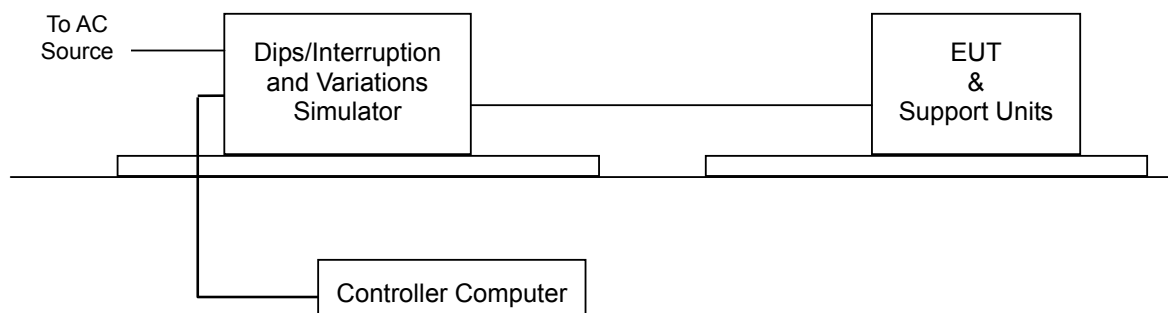 To AC
Source
Dips/Interruption
and Variations
Simulator
EUT
&
Support Units
Controller Computer